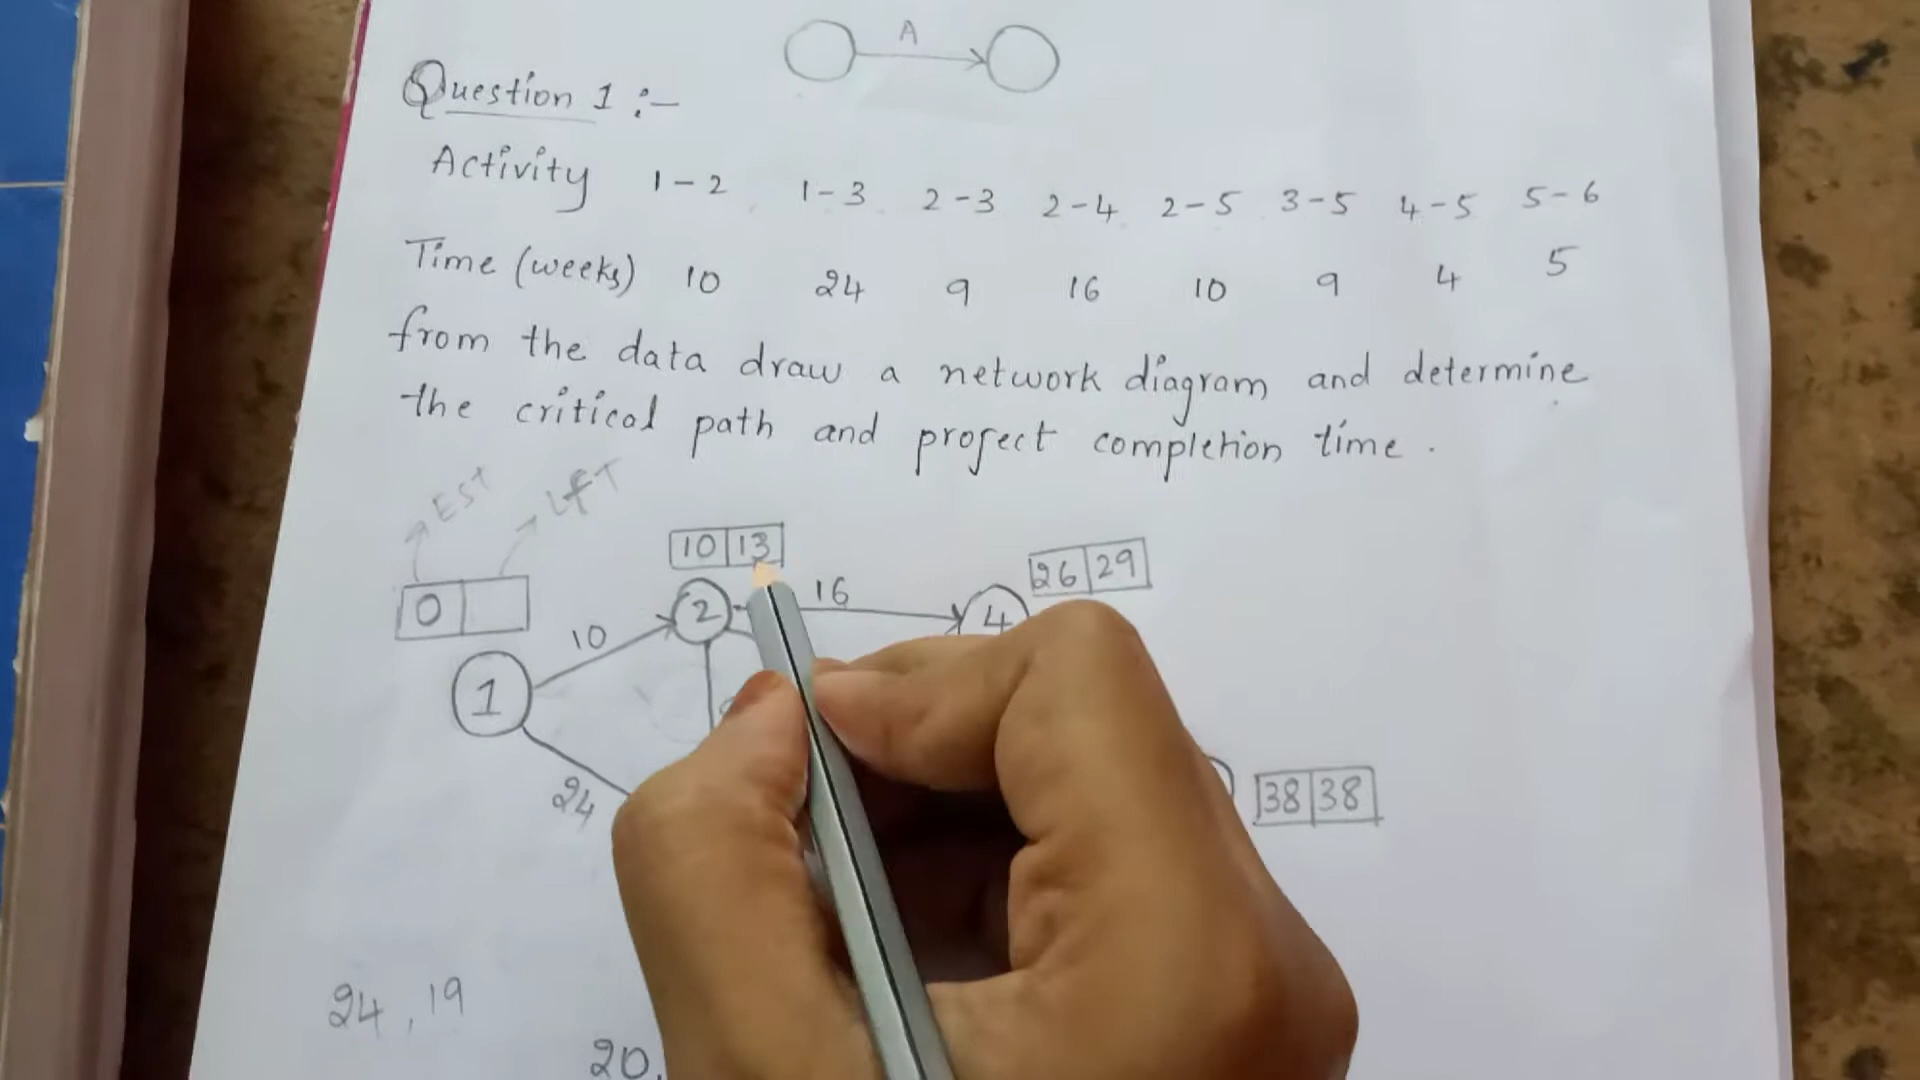 A
Question 1 :-
Activity 1-2 1-3 2-3 2-4 2-5 3-5 4-5 5-6
Time (weeks) 10 24 9 16 10 9 4 5
from the data draw a network diagram and determine
the critical path and project completion time.
EST LFT
10 13
26 29
0
10
2
16
4
1
24
38 38
24, 19
20,